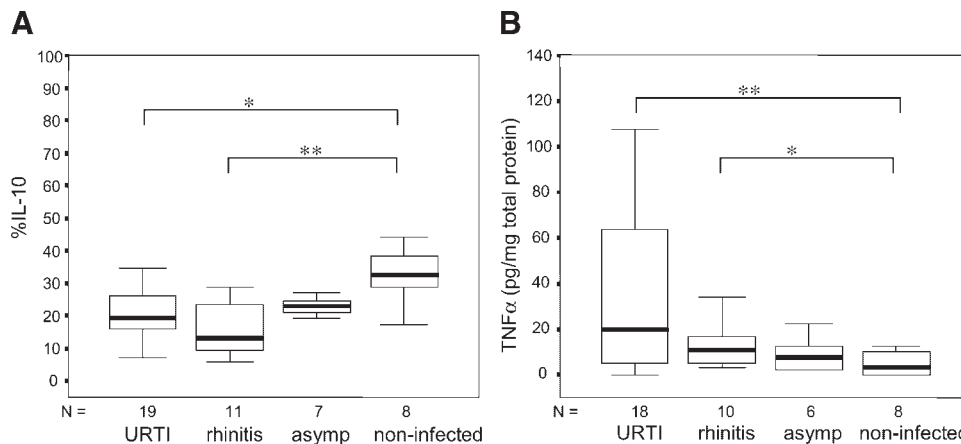 A
100
90
80
70
60
50
40
30
20
10
0
%IL-10
*
**
N = 19 11 7 8
URTI rhinitis asymp non-infected
B
140
120
100
80
60
40
20
0
TNFα (pg/mg total protein)
**
*
N = 18 10 6 8
URTI rhinitis asymp non-infected